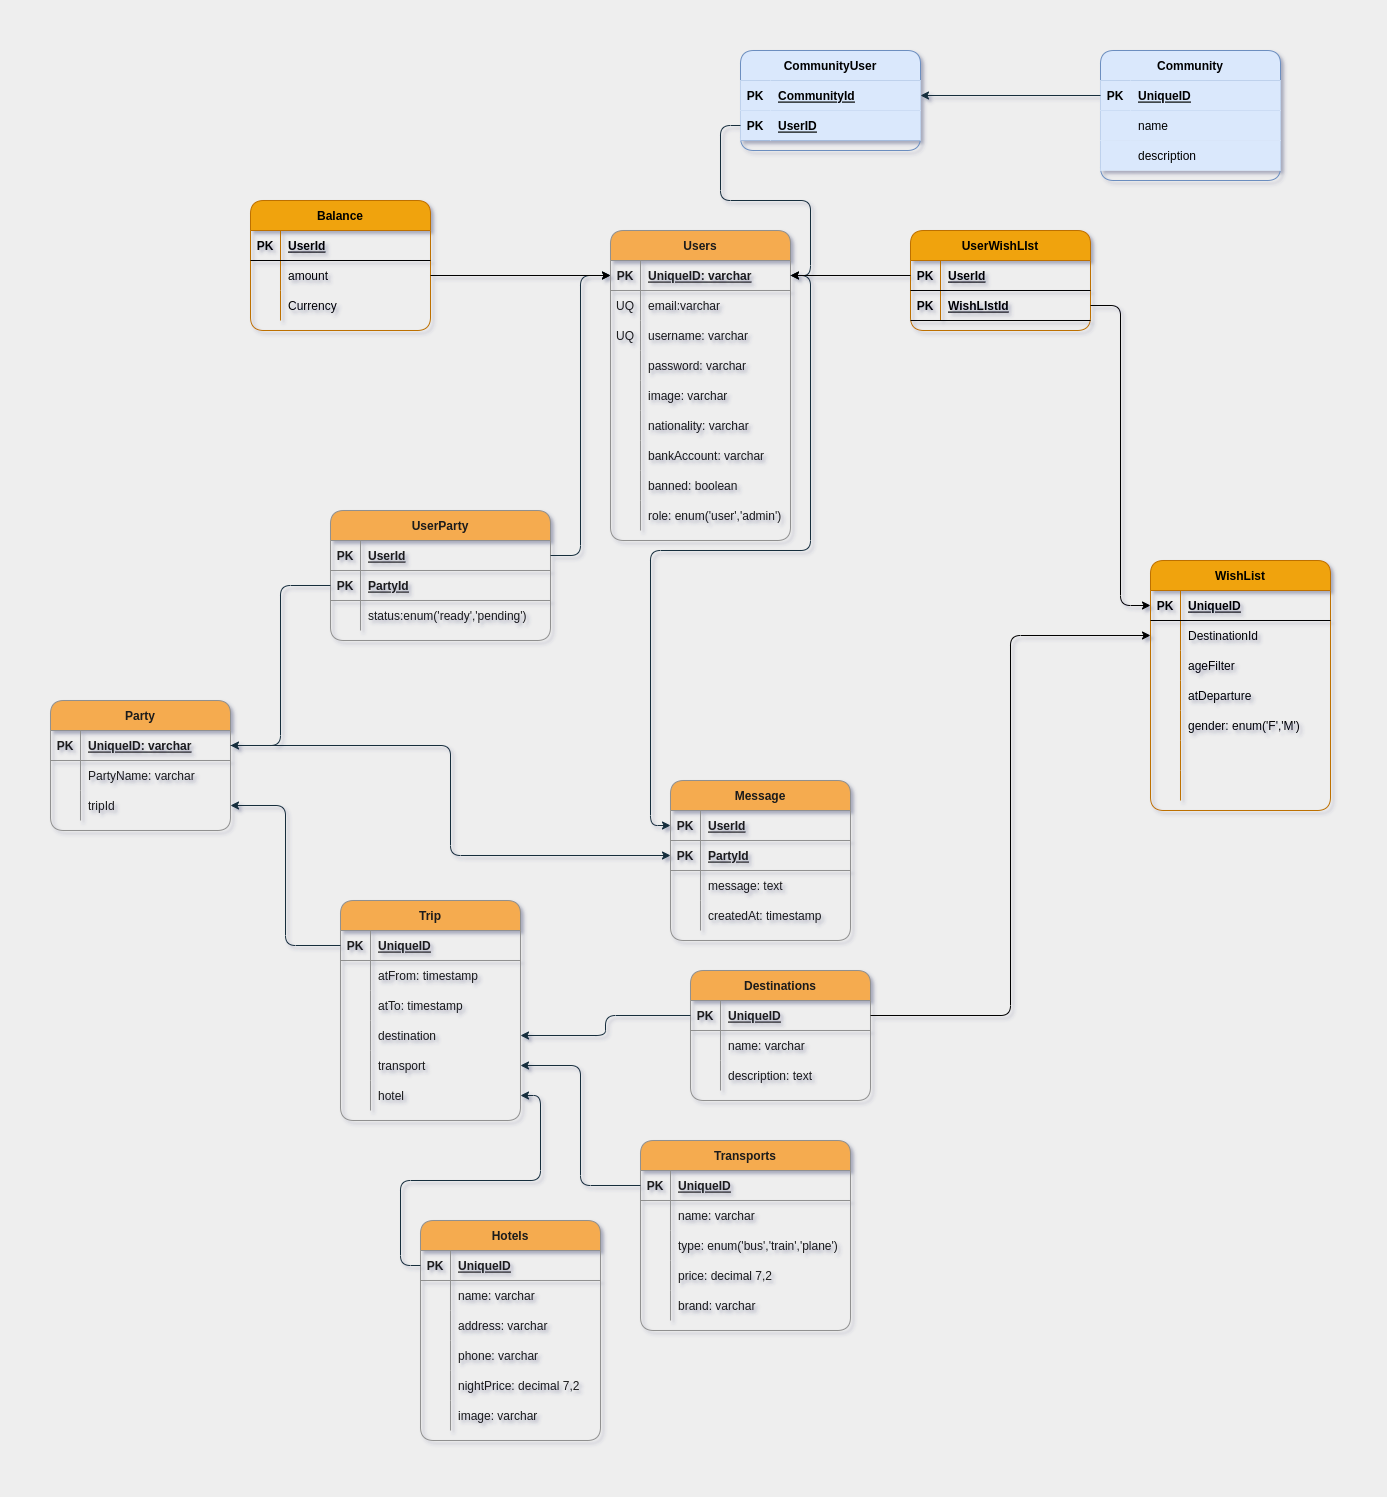 CommunityUser
PK CommunityId
PK UserID
Community
PK UniqueID
name
description
Balance
PK UserId
amount
Currency
Users
PK UniqueID: varchar
UQ email:varchar
UQ username: varchar
password: varchar
image: varchar
nationality: varchar
bankAccount: varchar
banned: boolean
role: enum('user','admin')
UserWishLIst
PK UserId
PK WishLIstId
UserParty
PK UserId
PK PartyId
status:enum('ready','pending')
WishList
PK UniqueID
DestinationId
ageFilter
atDeparture
gender: enum('F','M')
Party
PK UniqueID: varchar
PartyName: varchar
tripId
Message
PK UserId
PK PartyId
message: text
createdAt: timestamp
Trip
PK UniqueID
atFrom: timestamp
atTo: timestamp
destination
transport
hotel
Destinations
PK UniqueID
name: varchar
description: text
Transports
PK UniqueID
name: varchar
type: enum('bus','train','plane')
price: decimal 7,2
brand: varchar
Hotels
PK UniqueID
name: varchar
address: varchar
phone: varchar
nightPrice: decimal 7,2
image: varchar